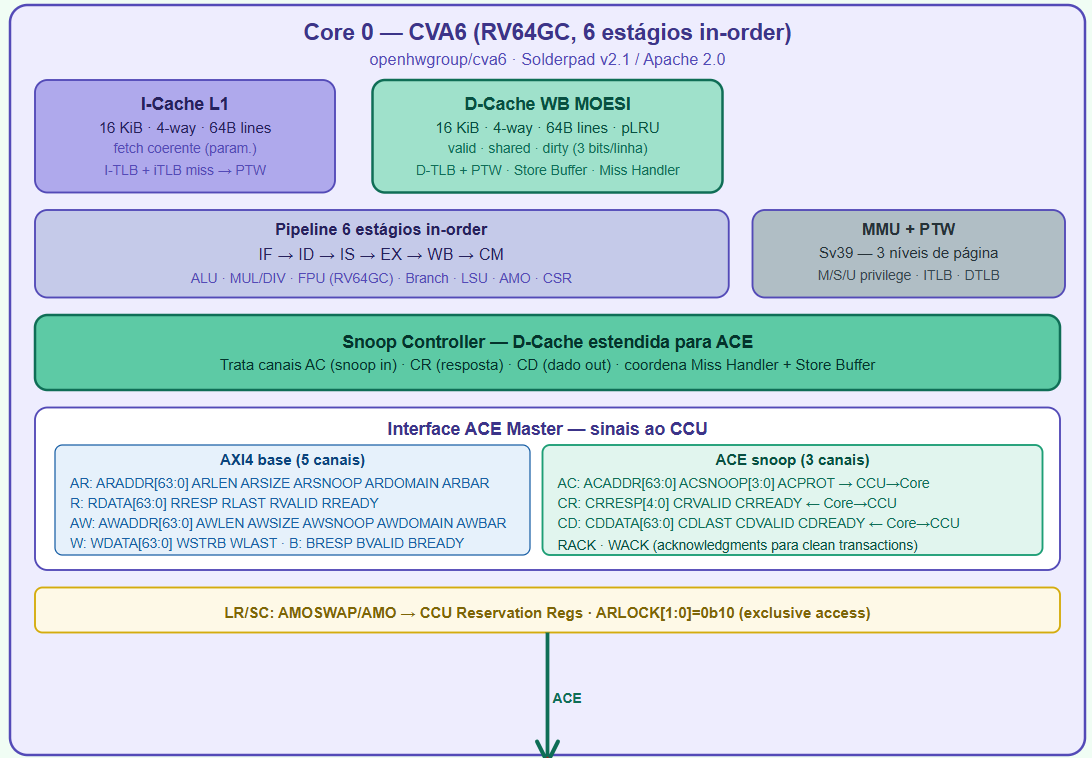 Core 0 — CVA6 (RV64GC, 6 estágios in-order)
openhwgroup/cva6 · Solderpad v2.1 / Apache 2.0
I-Cache L1
16 KiB · 4-way · 64B lines
fetch coerente (param.)
I-TLB + iTLB miss → PTW
D-Cache WB MOESI
16 KiB · 4-way · 64B lines · pLRU
valid · shared · dirty (3 bits/linha)
D-TLB + PTW · Store Buffer · Miss Handler
Pipeline 6 estágios in-order
IF → ID → IS → EX → WB → CM
ALU · MUL/DIV · FPU (RV64GC) · Branch · LSU · AMO · CSR
MMU + PTW
Sv39 — 3 níveis de página
M/S/U privilege · ITLB · DTLB
Snoop Controller — D-Cache estendida para ACE
Trata canais AC (snoop in) · CR (resposta) · CD (dado out) · coordena Miss Handler + Store Buffer
Interface ACE Master — sinais ao CCU
AXI4 base (5 canais)
AR: ARADDR[63:0] ARLEN ARSIZE ARSNOOP ARDOMAIN ARBAR
R: RDATA[63:0] RRESP RLAST RVALID RREADY
AW: AWADDR[63:0] AWLEN AWSIZE AWSNOOP AWDOMAIN AWBAR
W: WDATA[63:0] WSTRB WLAST · B: BRESP BVALID BREADY
ACE snoop (3 canais)
AC: ACADDR[63:0] ACSNOOP[3:0] ACPROT → CCU→Core
CR: CRRESP[4:0] CRVALID CRREADY ← Core→CCU
CD: CDDATA[63:0] CDLAST CDVALID CDREADY ← Core→CCU
RACK · WACK (acknowledgments para clean transactions)
LR/SC: AMOSWAP/AMO → CCU Reservation Regs · ARLOCK[1:0]=0b10 (exclusive access)
ACE